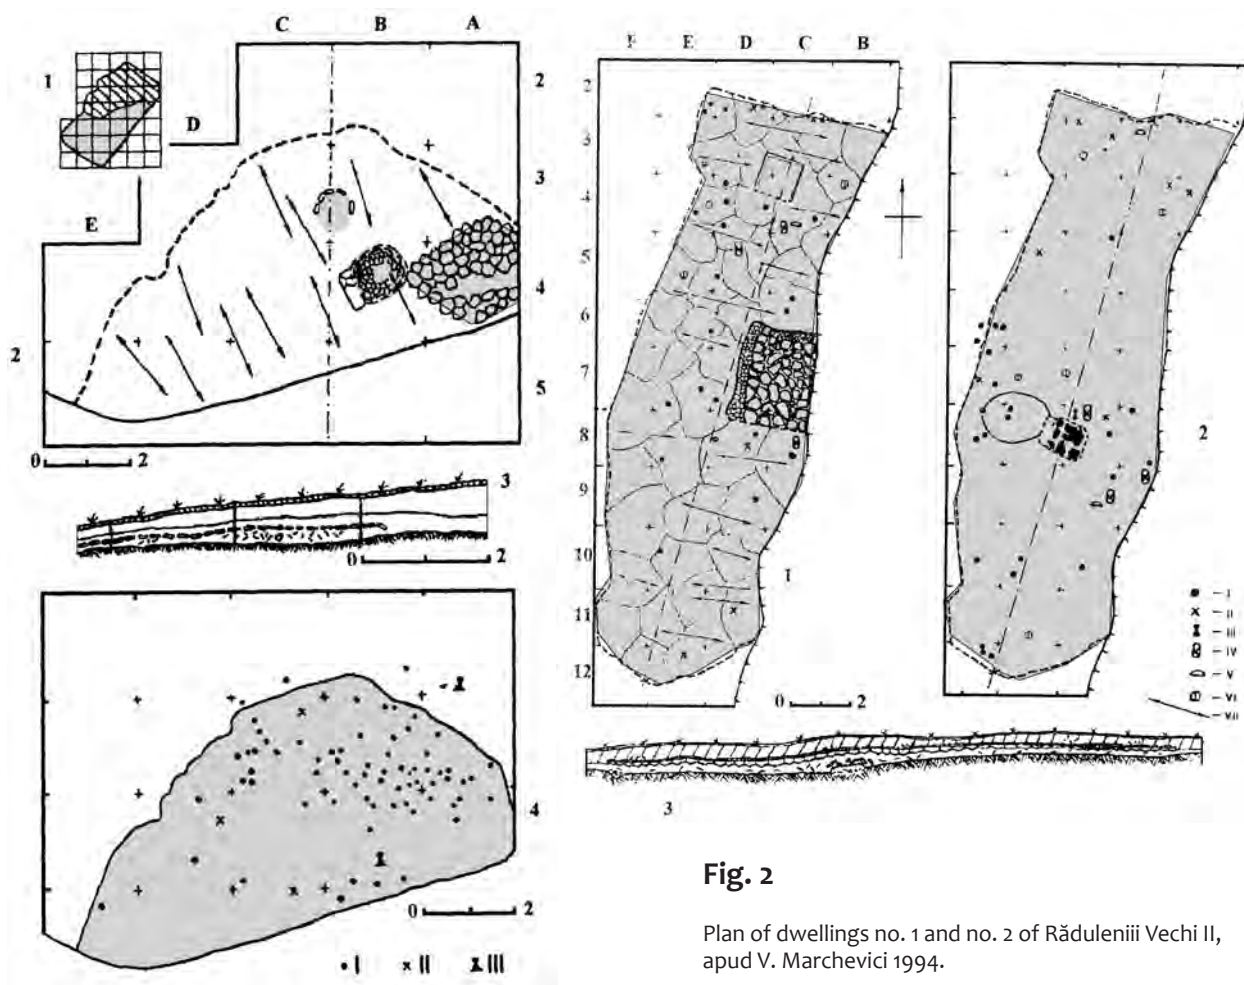 C B A
1
2
D
3
E
4
2
5
0 2
3
0 2
4
0 2
I II III
F E D C B
2
3
4
5
6
7
8
9
10
11
12
1
0 2
2
I
II
III
IV
V
VI
VII
3
Fig. 2
Plan of dwellings no. 1 and no. 2 of Răduleniii Vechi II,
apud V. Marchevici 1994.